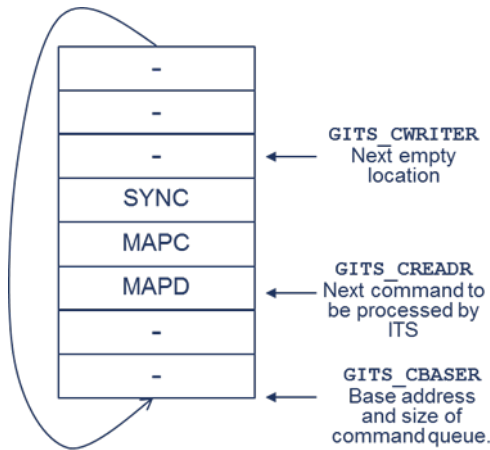 -
-
-
SYNC
MAPC
MAPD
-
-
GITS_CWRITER
Next empty
location
GITS_CREADR
Next command to
be processed by
ITS
GITS_CBASER
Base address
and size of
command queue.